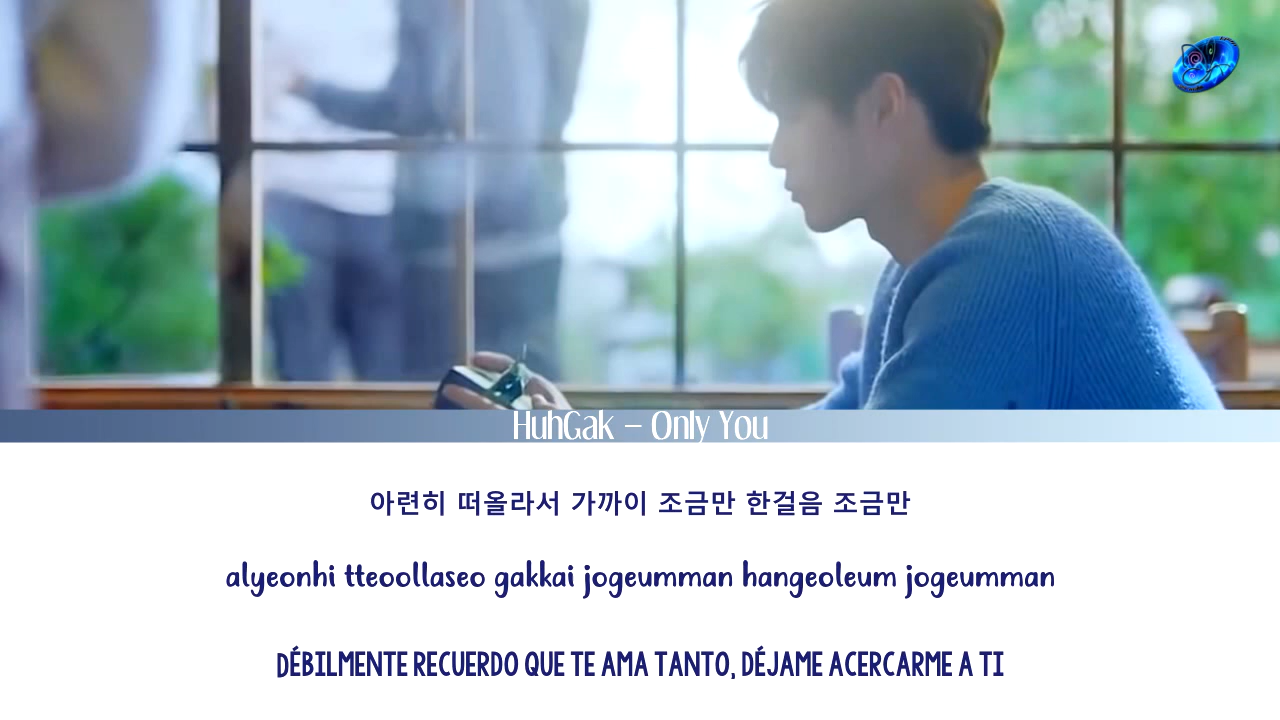 HuhGak – Only You
아련히 떠올라서 가까이 조금만 한걸음 조금만
alyeonhi tteoollaseo gakkai jogeumman hangeoleum jogeumman
DÉBILMENTE RECUERDO QUE TE AMA TANTO, DÉJAME ACERCARME A TI